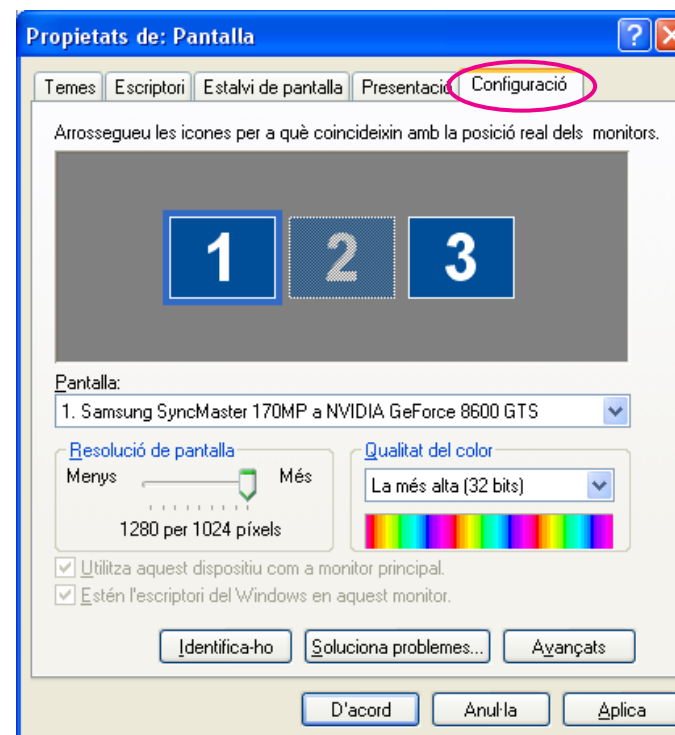 Propietats de: Pantalla
Temes Escriptori Estalvi de pantalla Presentació Configuració
Arrossegueu les icones per a què coincideixin amb la posició real dels monitors.
1 2 3
Pantalla:
1. Samsung SyncMaster 170MP a NVIDIA GeForce 8600 GTS
Resolució de pantalla Qualitat del color
Menys Més La més alta (32 bits)
1280 per 1024 píxels
Utilitza aquest dispositiu com a monitor principal.
Estén l'escriptori del Windows en aquest monitor.
Identifica-ho Soluciona problemes... Avançats
D'acord Anul·la Aplica